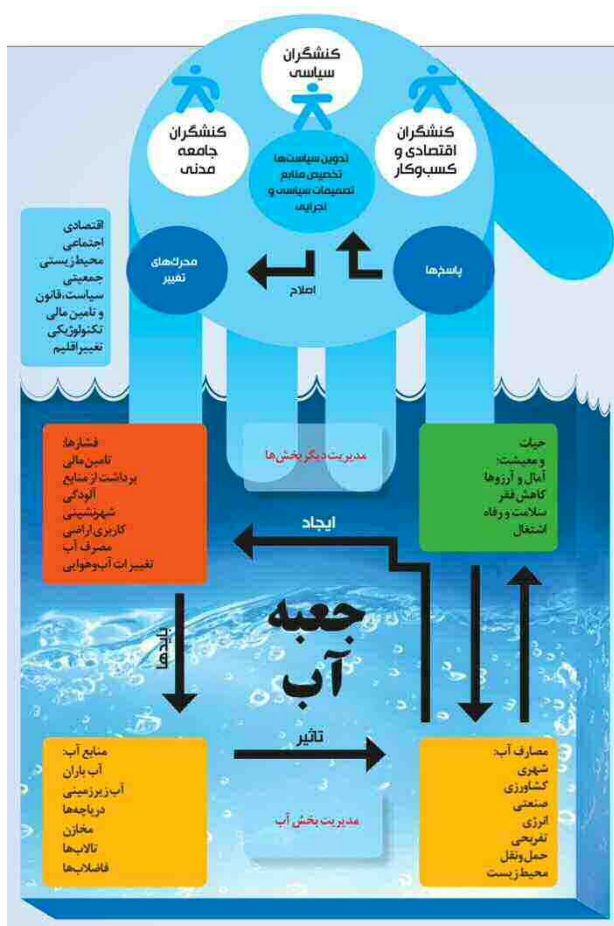 کنشگران
سیاسی
کنشگران
اقتصادی و
کسب‌وکار
کنشگران
جامعه
مدنی
تدوین سیاست‌ها
تخصیص منابع
تصمیمات سیاسی و
اجرایی
پاسخ‌ها
اصلاح
محرک‌های
تغییر
اقتصادی
اجتماعی
محیط‌زیستی
جمعیتی
سیاست، قانون
و تامین مالی
تکنولوژیکی
تغییر اقلیم
حیات
و معیشت:
آمال و آرزوها
کاهش فقر
سلامت و رفاه
اشتغال
مدیریت دیگر بخش‌ها
فشارها:
تامین‌مالی
برداشت از منابع
آلودگی
شهرنشینی
کاربری اراضی
مصرف آب
تغییرات آب‌وهوایی
ایجاد
جعبه
آب
بایدها
تاثیر
مصارف آب:
شهری
کشاورزی
صنعتی
انرژی
تفریحی
حمل‌ونقل
محیط‌زیست
مدیریت بخش آب
منابع آب:
آب باران
آب زیرزمینی
دریاچه‌ها
مخازن
تالاب‌ها
فاضلاب‌ها